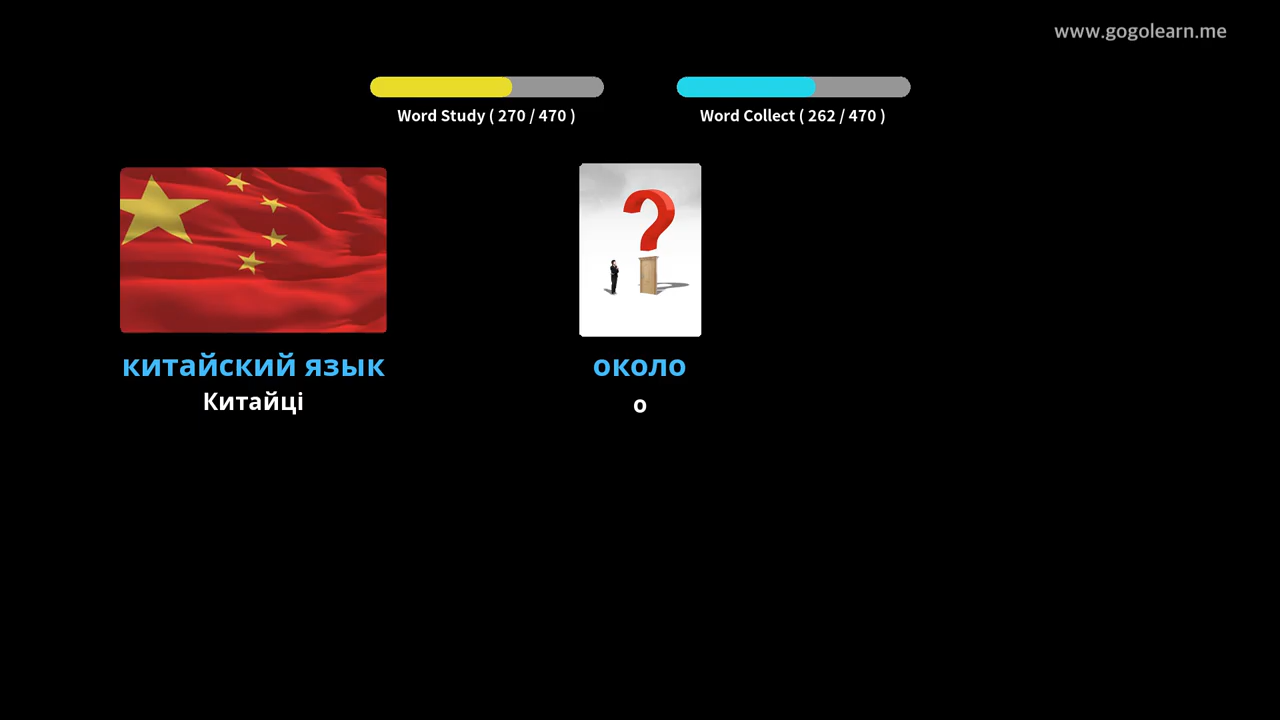 www.gogolearn.me
Word Study ( 270 / 470 )
Word Collect ( 262 / 470 )
китайский язык
Китайці
около
о